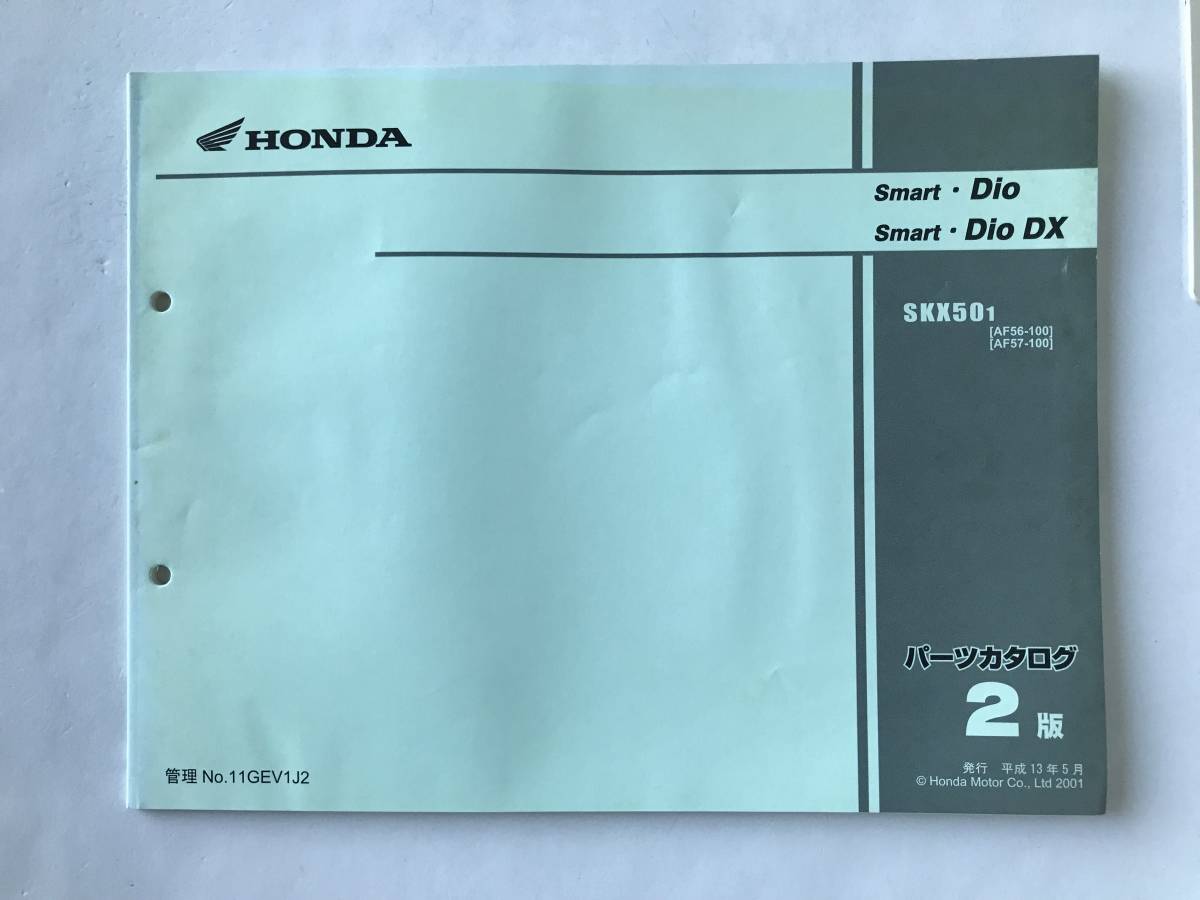 HONDA
Smart・Dio
Smart・Dio DX
SKX501
[AF56-100]
[AF57-100]
パーツカタログ
2版
管理 No.11GEV1J2
発行 平成13年5月
© Honda Motor Co., Ltd 2001